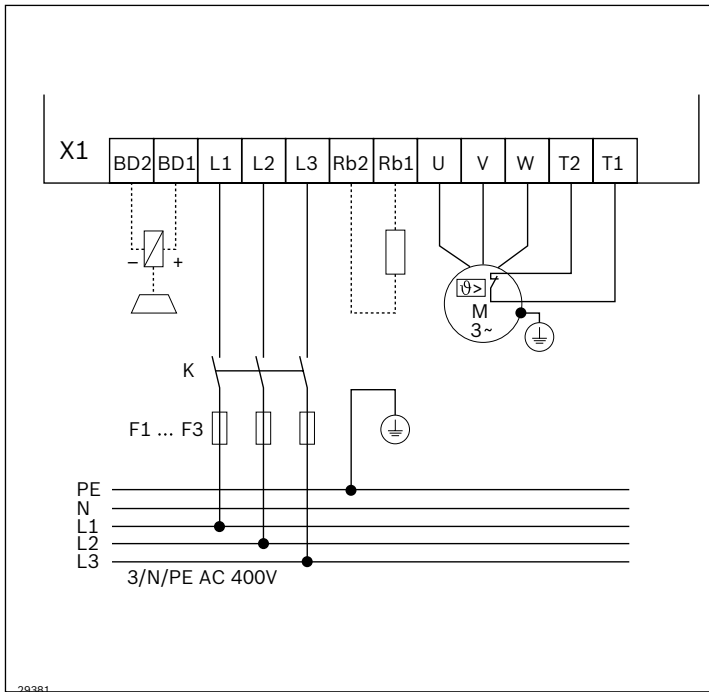 X1 BD2 BD1 L1 L2 L3 Rb2 Rb1 U V W T2 T1
– +
ϑ>
M
3~
K
F1 ... F3
PE
N
L1
L2
L3
3/N/PE AC 400V
29381